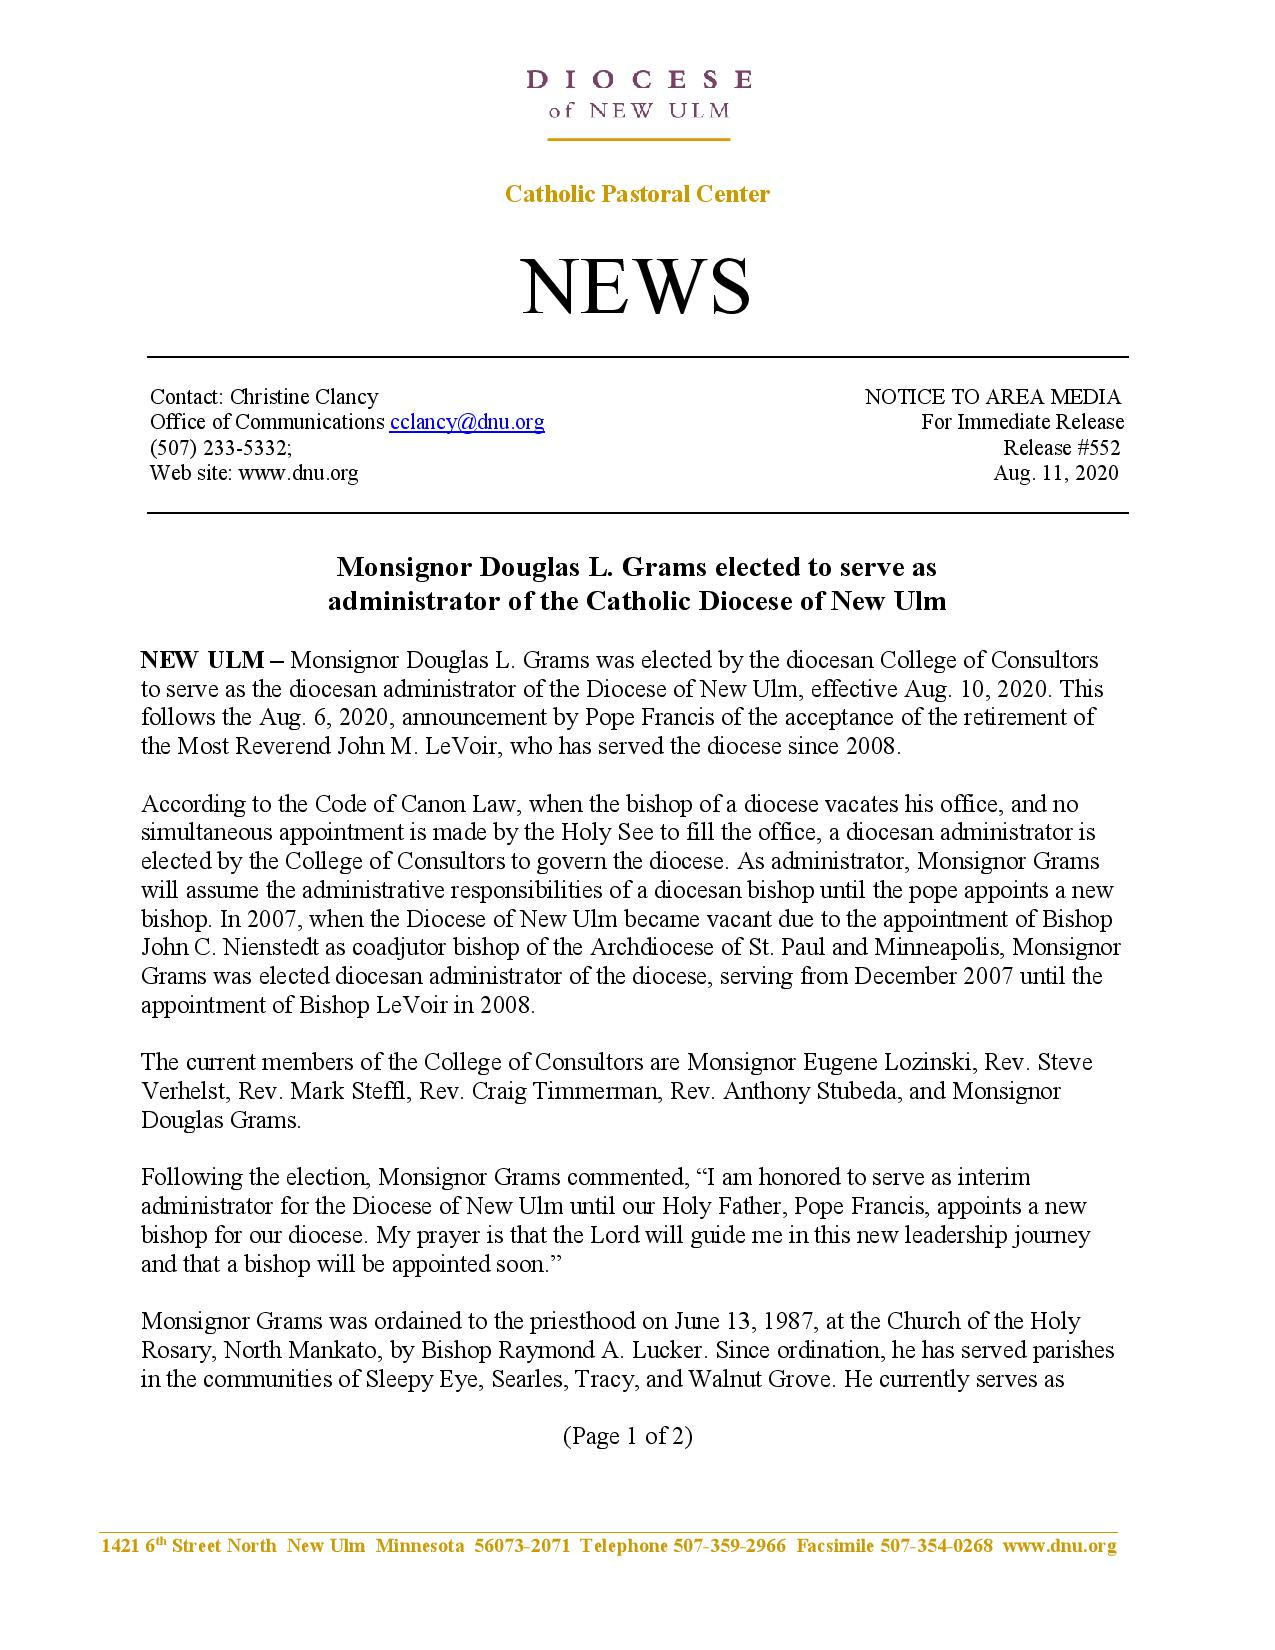 DIOCESE
of NEW ULM
Catholic Pastoral Center
NEWS
Contact: Christine Clancy
Office of Communications cclancy@dnu.org
(507) 233-5332;
Web site: www.dnu.org
NOTICE TO AREA MEDIA
For Immediate Release
Release #552
Aug. 11, 2020
Monsignor Douglas L. Grams elected to serve as
administrator of the Catholic Diocese of New Ulm
NEW ULM – Monsignor Douglas L. Grams was elected by the diocesan College of Consultors
to serve as the diocesan administrator of the Diocese of New Ulm, effective Aug. 10, 2020. This
follows the Aug. 6, 2020, announcement by Pope Francis of the acceptance of the retirement of
the Most Reverend John M. LeVoir, who has served the diocese since 2008.
According to the Code of Canon Law, when the bishop of a diocese vacates his office, and no
simultaneous appointment is made by the Holy See to fill the office, a diocesan administrator is
elected by the College of Consultors to govern the diocese. As administrator, Monsignor Grams
will assume the administrative responsibilities of a diocesan bishop until the pope appoints a new
bishop. In 2007, when the Diocese of New Ulm became vacant due to the appointment of Bishop
John C. Nienstedt as coadjutor bishop of the Archdiocese of St. Paul and Minneapolis, Monsignor
Grams was elected diocesan administrator of the diocese, serving from December 2007 until the
appointment of Bishop LeVoir in 2008.
The current members of the College of Consultors are Monsignor Eugene Lozinski, Rev. Steve
Verhelst, Rev. Mark Steffl, Rev. Craig Timmerman, Rev. Anthony Stubeda, and Monsignor
Douglas Grams.
Following the election, Monsignor Grams commented, “I am honored to serve as interim
administrator for the Diocese of New Ulm until our Holy Father, Pope Francis, appoints a new
bishop for our diocese. My prayer is that the Lord will guide me in this new leadership journey
and that a bishop will be appointed soon.”
Monsignor Grams was ordained to the priesthood on June 13, 1987, at the Church of the Holy
Rosary, North Mankato, by Bishop Raymond A. Lucker. Since ordination, he has served parishes
in the communities of Sleepy Eye, Searles, Tracy, and Walnut Grove. He currently serves as
(Page 1 of 2)
1421 6th Street North New Ulm Minnesota 56073-2071 Telephone 507-359-2966 Facsimile 507-354-0268 www.dnu.org